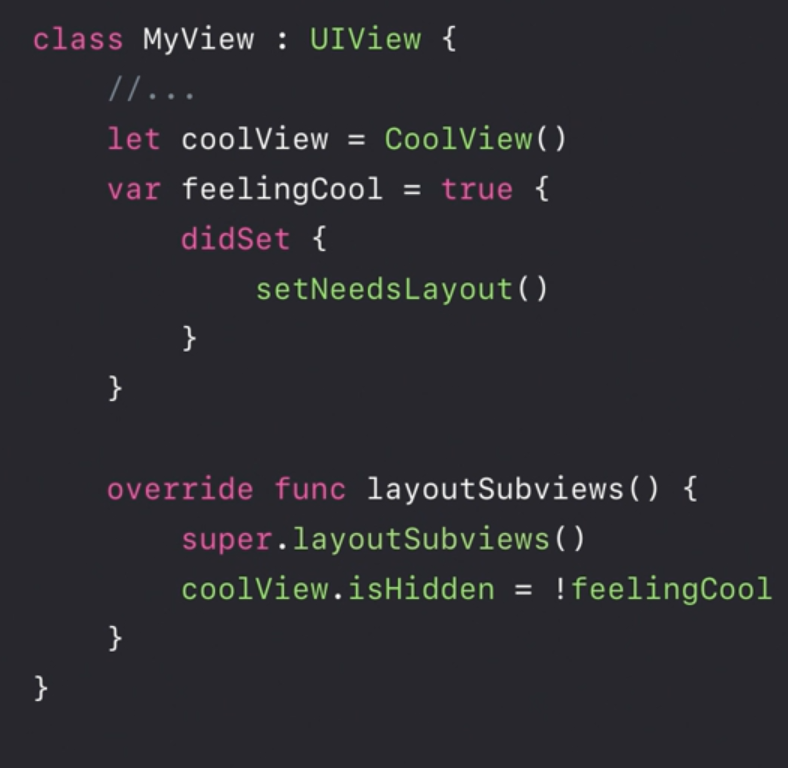 class MyView : UIView {
    //...
    let coolView = CoolView()
    var feelingCool = true {
        didSet {
            setNeedsLayout()
        }
    }

    override func layoutSubviews() {
        super.layoutSubviews()
        coolView.isHidden = !feelingCool
    }
}